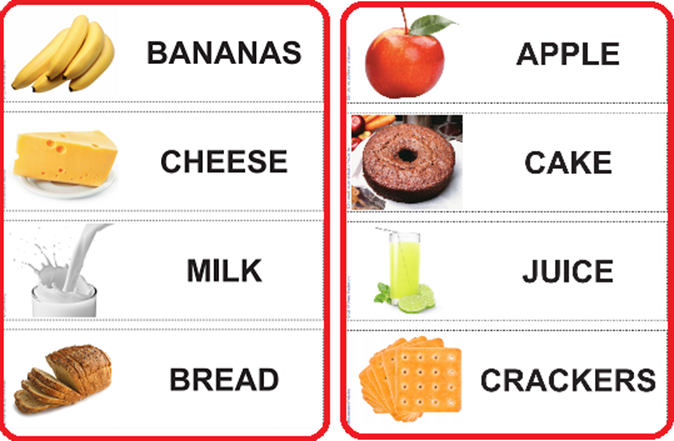 BANANAS
CHEESE
MILK
BREAD
APPLE
CAKE
JUICE
CRACKERS